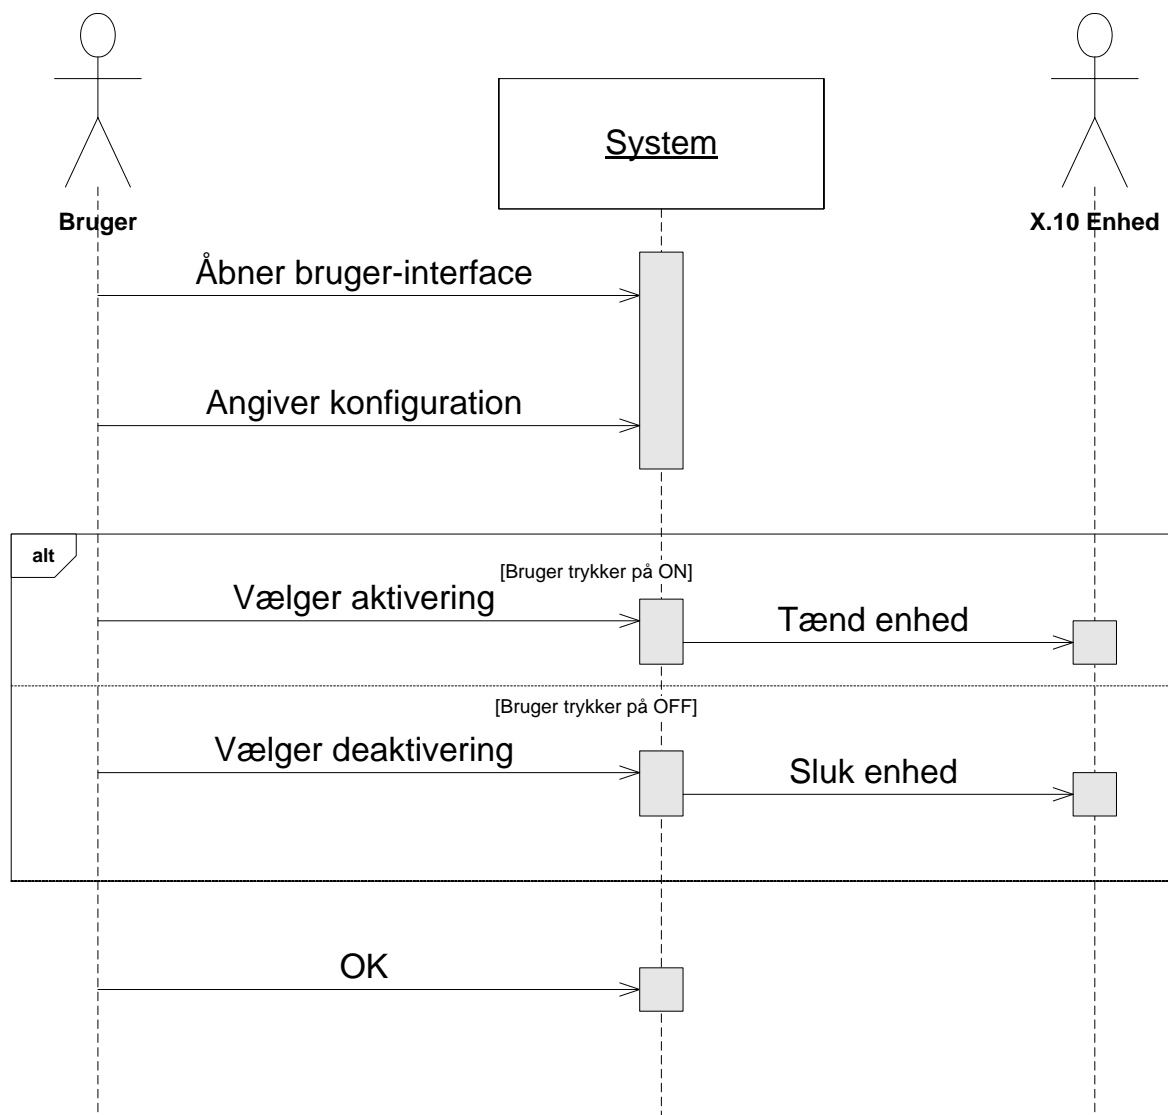 System
Bruger
X.10 Enhed
Åbner bruger-interface
Angiver konfiguration
alt
[Bruger trykker på ON]
Vælger aktivering
Tænd enhed
[Bruger trykker på OFF]
Vælger deaktivering
Sluk enhed
OK